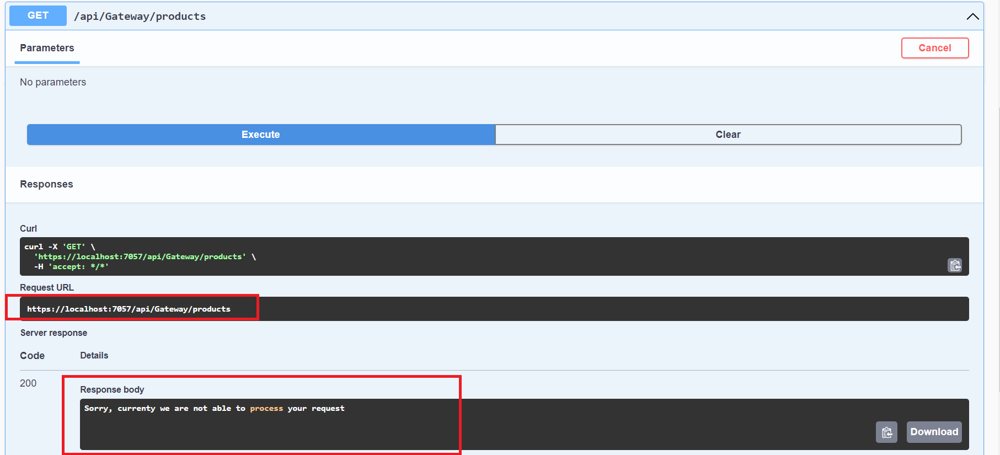 GET /api/Gateway/products
Parameters Cancel
No parameters
Execute Clear
Responses
Curl
curl -X 'GET' \
'https://localhost:7057/api/Gateway/products' \
-H 'accept: */*'
Request URL
https://localhost:7057/api/Gateway/products
Server response
Code Details
200
Response body
Sorry, currenty we are not able to process your request
Download